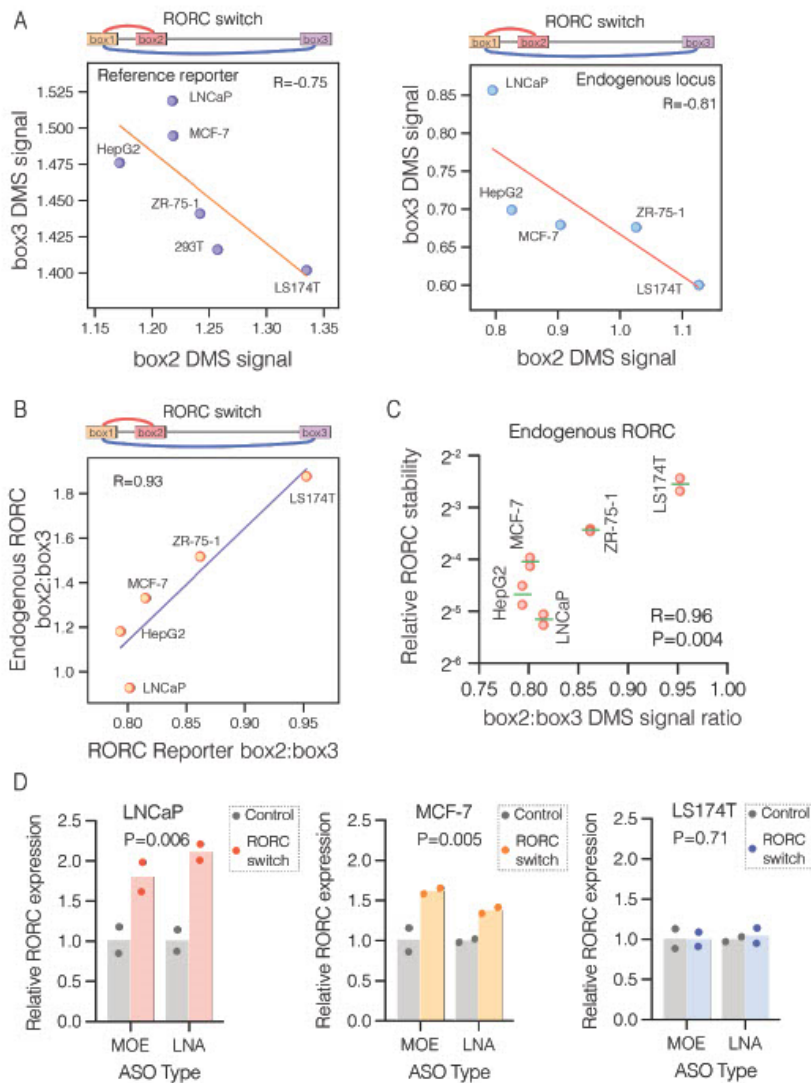 A
RORC switch
box1 box2 box3
Reference reporter
R=-0.75
LNCaP
MCF-7
HepG2
ZR-75-1
293T
LS174T
box3 DMS signal
1.525
1.500
1.475
1.450
1.425
1.400
1.15 1.20 1.25 1.30 1.35
box2 DMS signal
RORC switch
box1 box2 box3
Endogenous locus
R=-0.81
LNCaP
HepG2
MCF-7
ZR-75-1
LS174T
box3 DMS signal
0.85
0.80
0.75
0.70
0.65
0.60
0.8 0.9 1.0 1.1
box2 DMS signal
B
RORC switch
box1 box2 box3
R=0.93
LS174T
ZR-75-1
MCF-7
HepG2
LNCaP
Endogenous RORC
box2:box3
1.8
1.6
1.4
1.2
1.0
0.80 0.85 0.90 0.95
RORC Reporter box2:box3
C
Endogenous RORC
Relative RORC stability
2-2
2-3
2-4
2-5
2-6
HepG2
MCF-7
LNCaP
ZR-75-1
LS174T
R=0.96
P=0.004
0.75 0.80 0.85 0.90 0.95 1.00
box2:box3 DMS signal ratio
D
LNCaP
P=0.006
Control
RORC
switch
Relative RORC expression
2.5
2.0
1.5
1.0
0.5
0.0
MOE LNA
ASO Type
MCF-7
P=0.005
Control
RORC
switch
Relative RORC expression
2.5
2.0
1.5
1.0
0.5
0.0
MOE LNA
ASO Type
LS174T
P=0.71
Control
RORC
switch
Relative RORC expression
2.5
2.0
1.5
1.0
0.5
0.0
MOE LNA
ASO Type